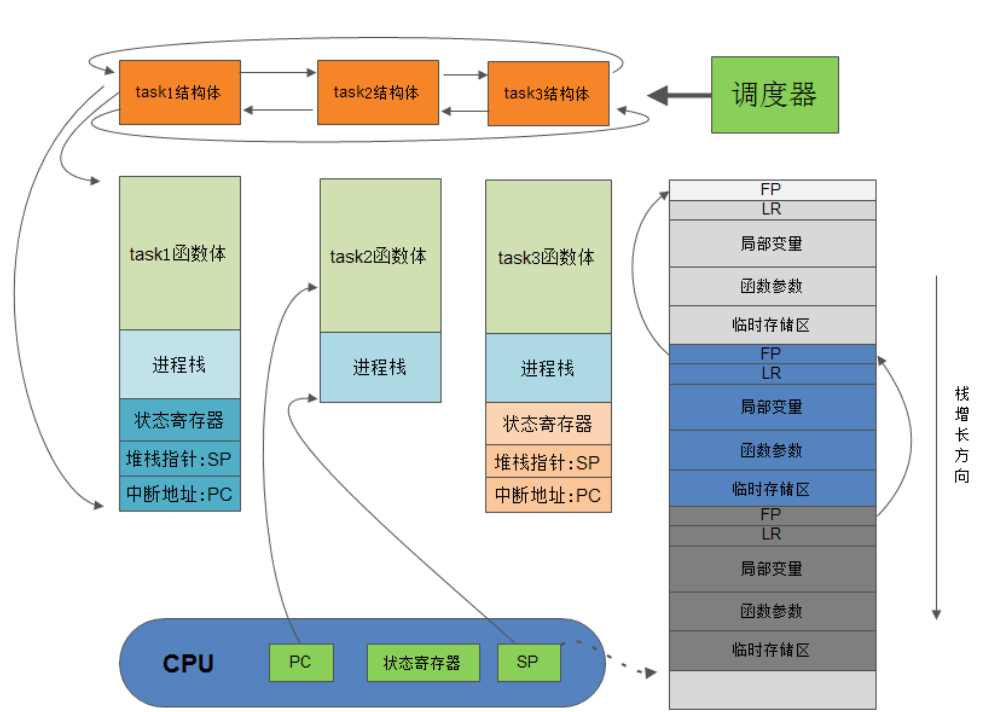 task1结构体
task2结构体
task3结构体
调度器
task1函数体
进程栈
状态寄存器
堆栈指针:SP
中断地址:PC
task2函数体
进程栈
task3函数体
进程栈
状态寄存器
堆栈指针:SP
中断地址:PC
FP
LR
局部变量
函数参数
临时存储区
FP
LR
局部变量
函数参数
临时存储区
FP
LR
局部变量
函数参数
临时存储区
栈
增
长
方
向
CPU
PC
状态寄存器
SP